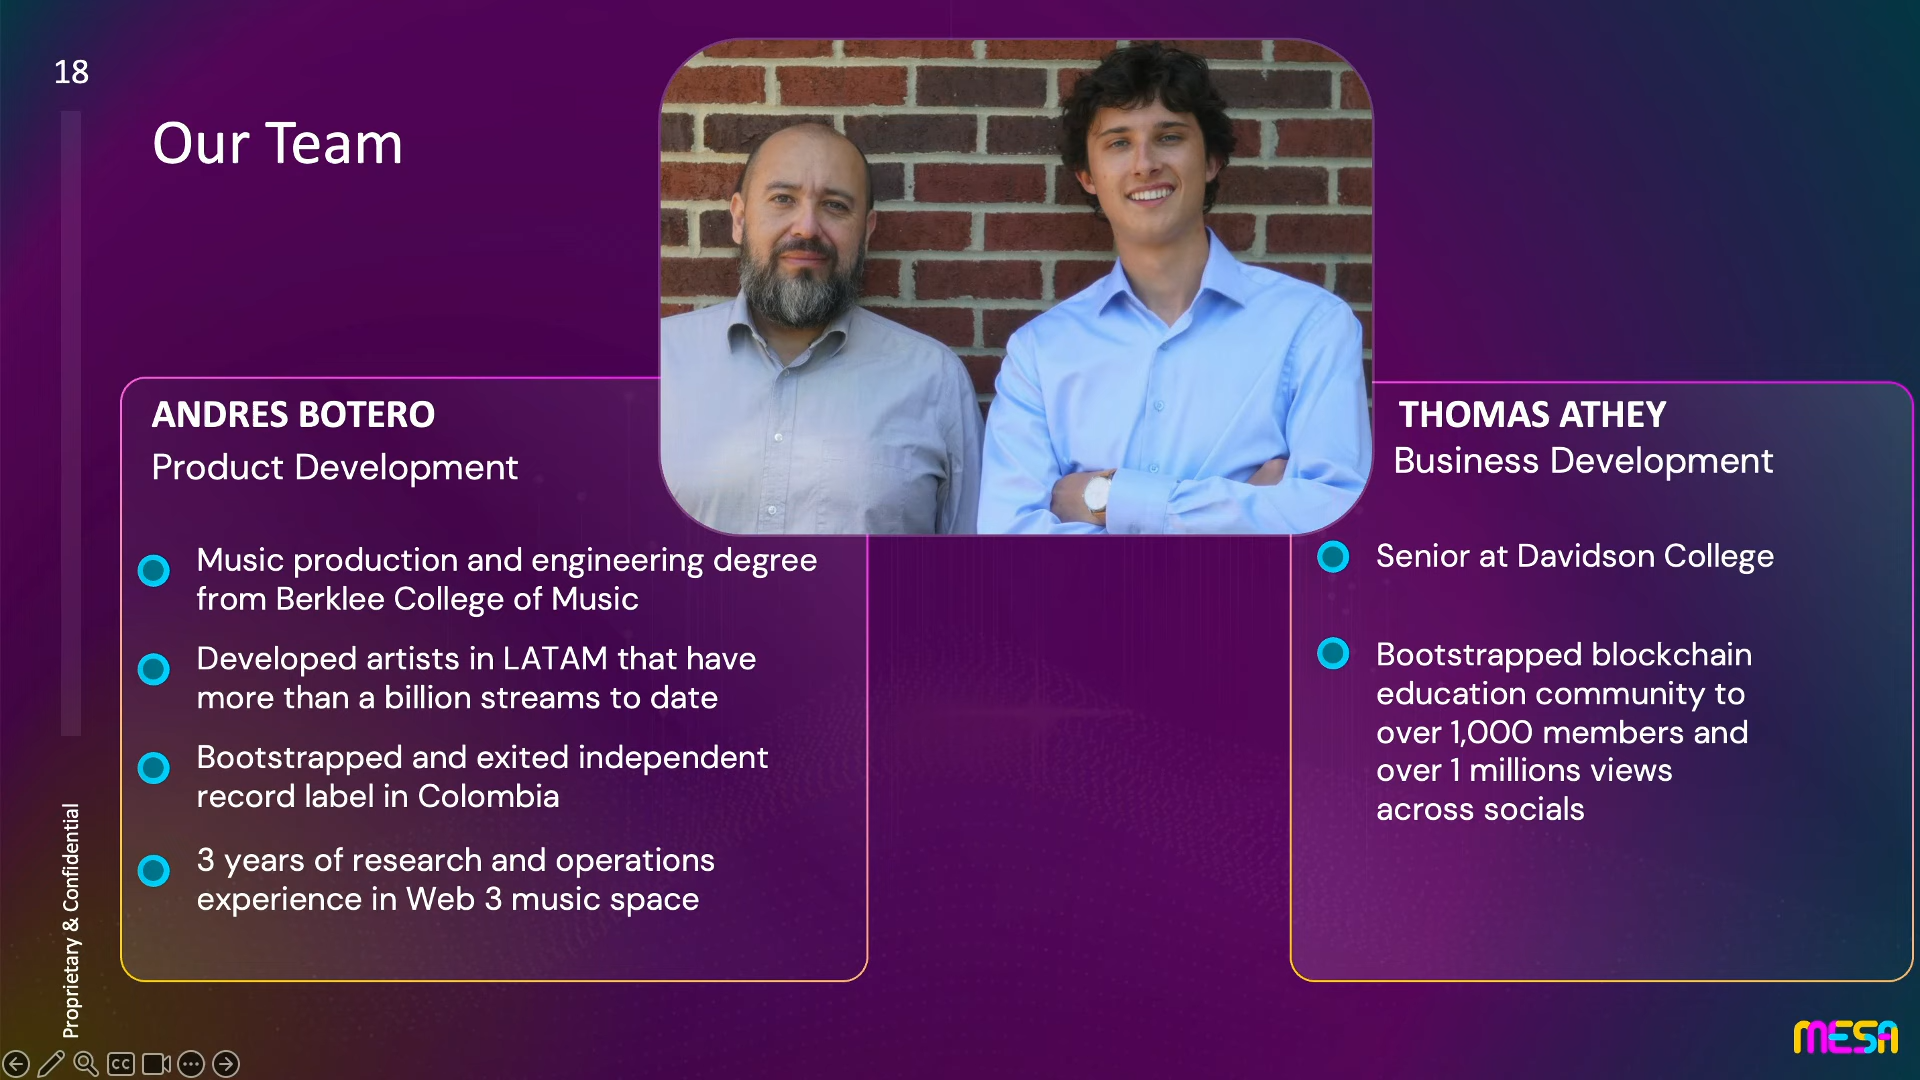 18
Our Team
ANDRES BOTERO
Product Development
Music production and engineering degree
from Berklee College of Music
Developed artists in LATAM that have
more than a billion streams to date
Bootstrapped and exited independent
record label in Colombia
3 years of research and operations
experience in Web 3 music space
THOMAS ATHEY
Business Development
Senior at Davidson College
Bootstrapped blockchain
education community to
over 1,000 members and
over 1 millions views
across socials
Proprietary & Confidential
CC
MESA